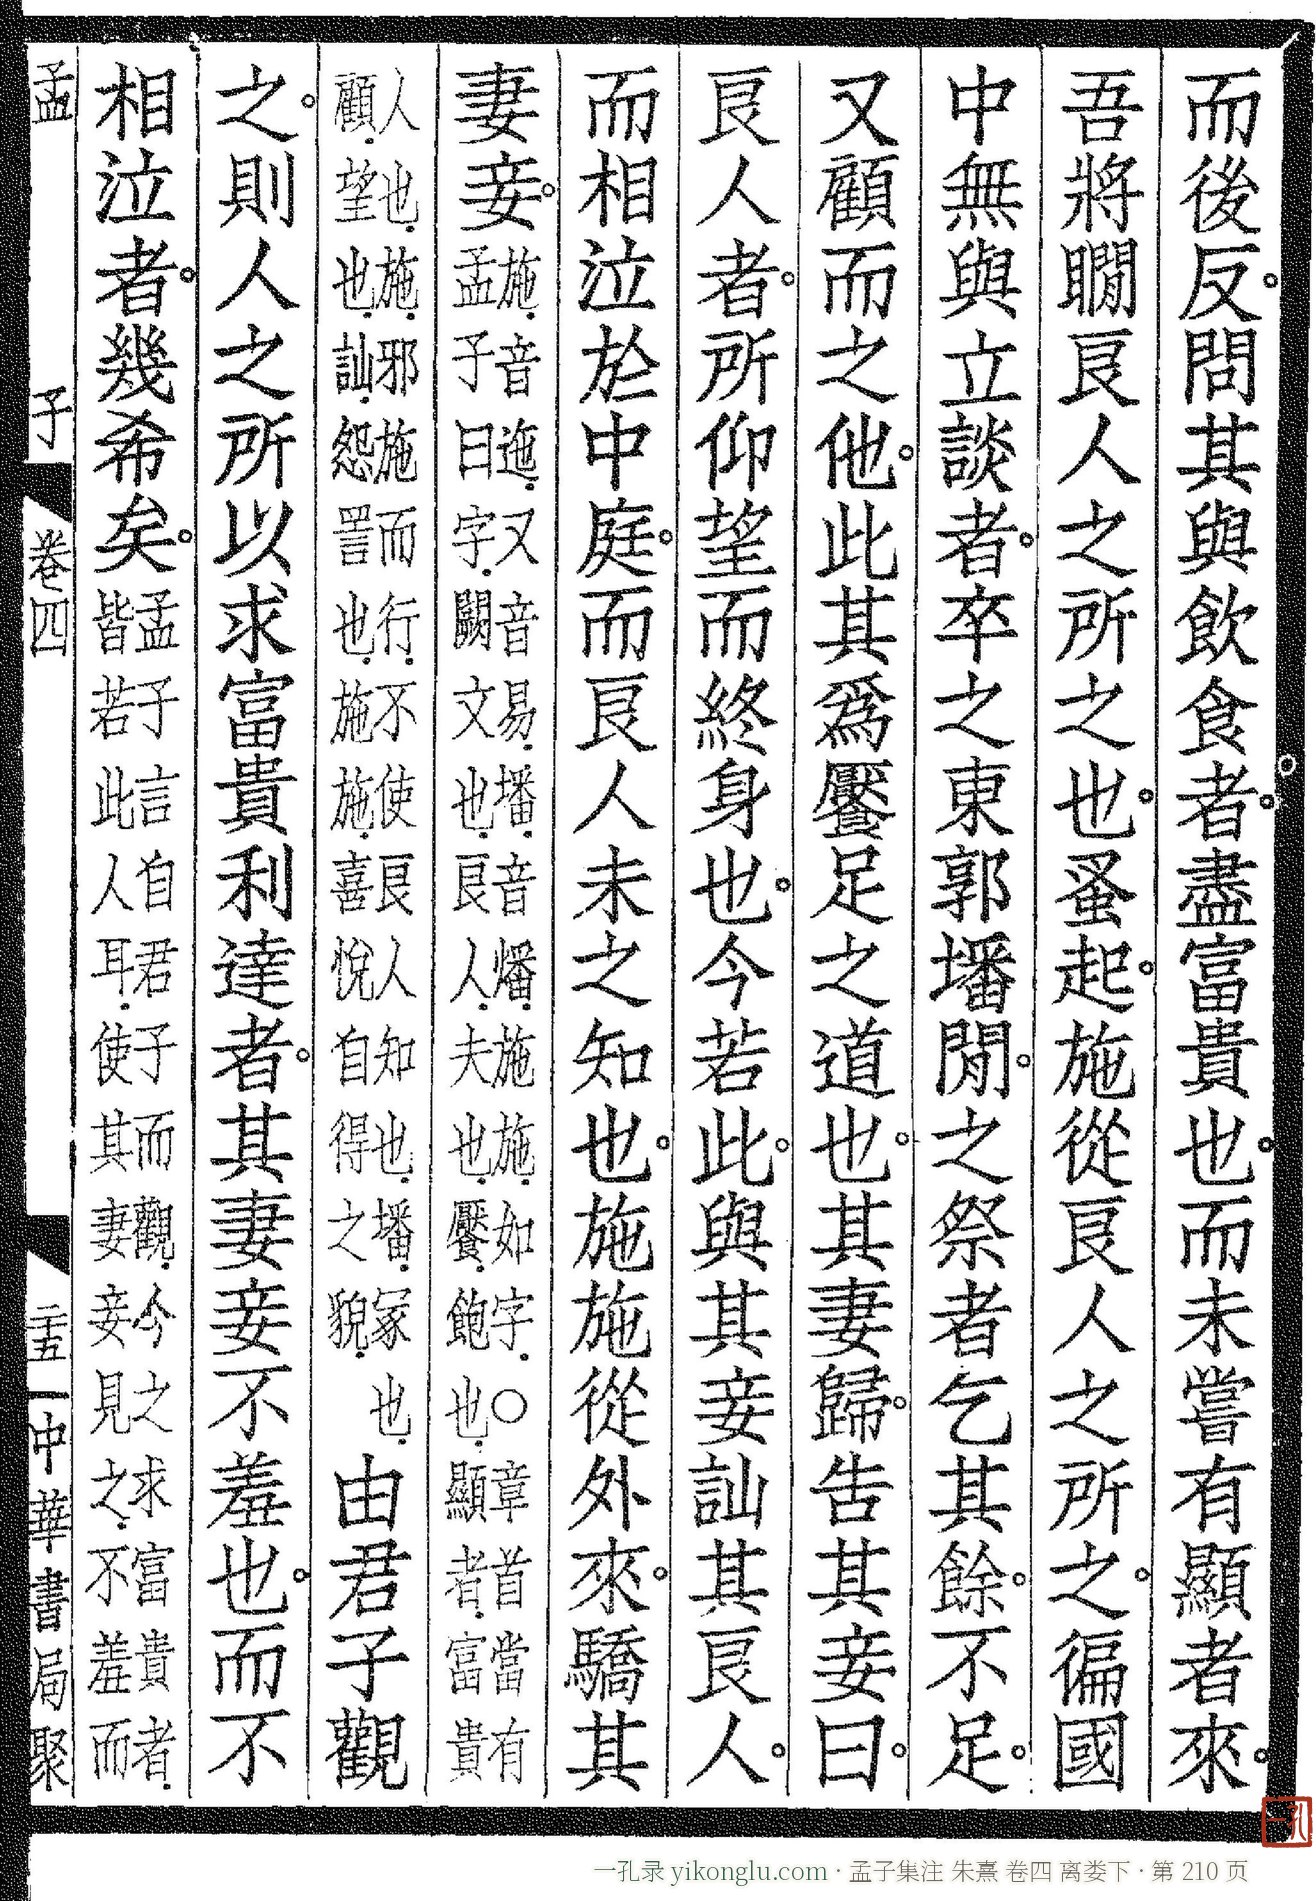 而後反。問其與飲食者。盡富貴也。而未嘗有顯者來。
吾將瞷良人之所之也。蚤起。施從良人之所之。徧國
中無與立談者。卒之東郭墦閒。之祭者乞其餘。不足。
又顧而之他。此其爲饜足之道也。其妻歸。告其妾曰。
良人者。所仰望而終身也。今若此。與其妾訕其良人。
而相泣於中庭。而良人未之知也。施施從外來。驕其
妻妾。
施。音迤。又音易。墦。音燔。施施。如字。○章首當有
孟子曰字。闕文也。良人。夫也。饜。飽也。顯者。富貴
人也。施。邪施而行。不使良人知也。墦。冢也。
顧。望也。訕。怨詈也。施施。喜悅自得之貌。
由君子觀
之。則人之所以求富貴利達者。其妻妾不羞也。而不
相泣者。幾希矣。
孟子言自君子而觀。今之求富貴者。
皆若此人耳。使其妻妾見之。不羞而
孟子 卷四 二十五 中華書局聚
一孔录 yikonglu.com · 孟子集注 朱熹 卷四 离娄下 · 第 210 页